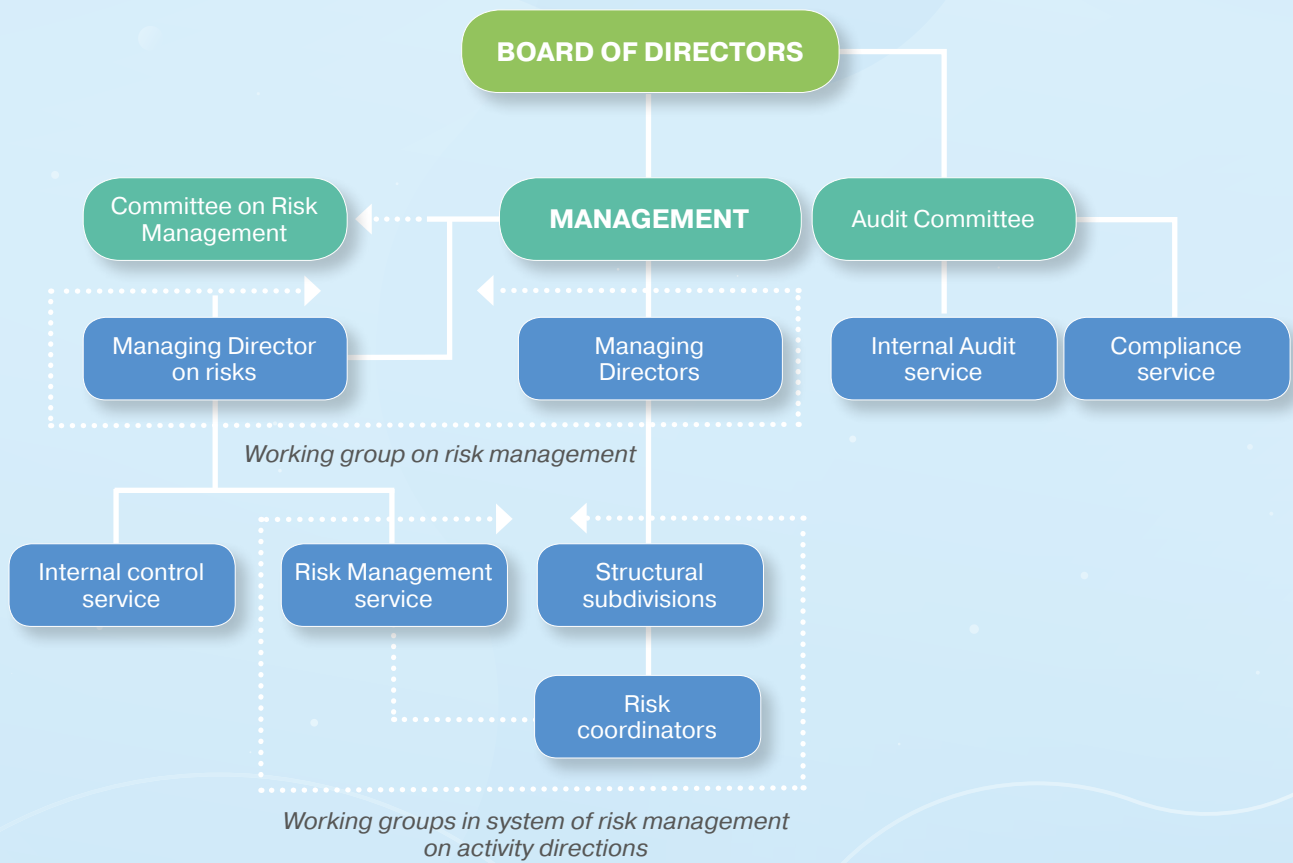 BOARD OF DIRECTORS
Committee on Risk
Management
MANAGEMENT
Audit Committee
Managing Director
on risks
Managing
Directors
Internal Audit
service
Compliance
service
Working group on risk management
Internal control
service
Risk Management
service
Structural
subdivisions
Risk
coordinators
Working groups in system of risk management
on activity directions